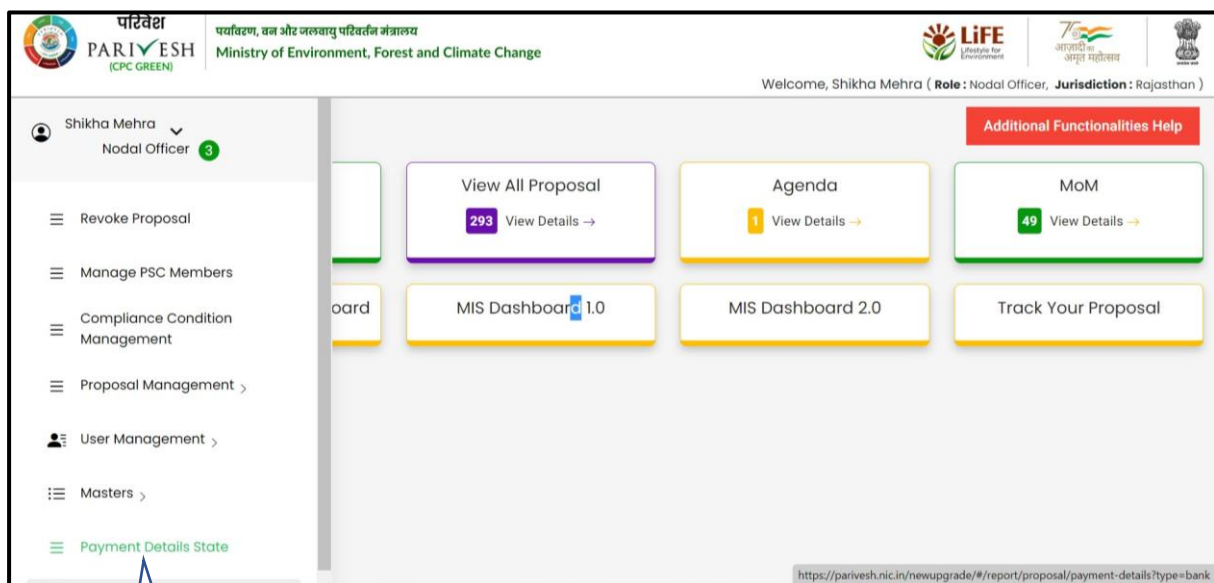 परिवेश
PARIVESH
(CPC GREEN)
पर्यावरण, वन और जलवायु परिवर्तन मंत्रालय
Ministry of Environment, Forest and Climate Change
LiFE
Lifestyle for
Environment
आज़ादी का
अमृत महोत्सव
Welcome, Shikha Mehra ( Role : Nodal Officer, Jurisdiction : Rajasthan )
Shikha Mehra
Nodal Officer 3
Additional Functionalities Help
View All Proposal
293 View Details →
Agenda
1 View Details →
MoM
49 View Details →
Revoke Proposal
Manage PSC Members
Compliance Condition
Management
oard
MIS Dashboard 1.0
MIS Dashboard 2.0
Track Your Proposal
Proposal Management >
User Management >
Masters >
Payment Details State
https://parivesh.nic.in/newupgrade/#/report/proposal/payment-details?type=bank